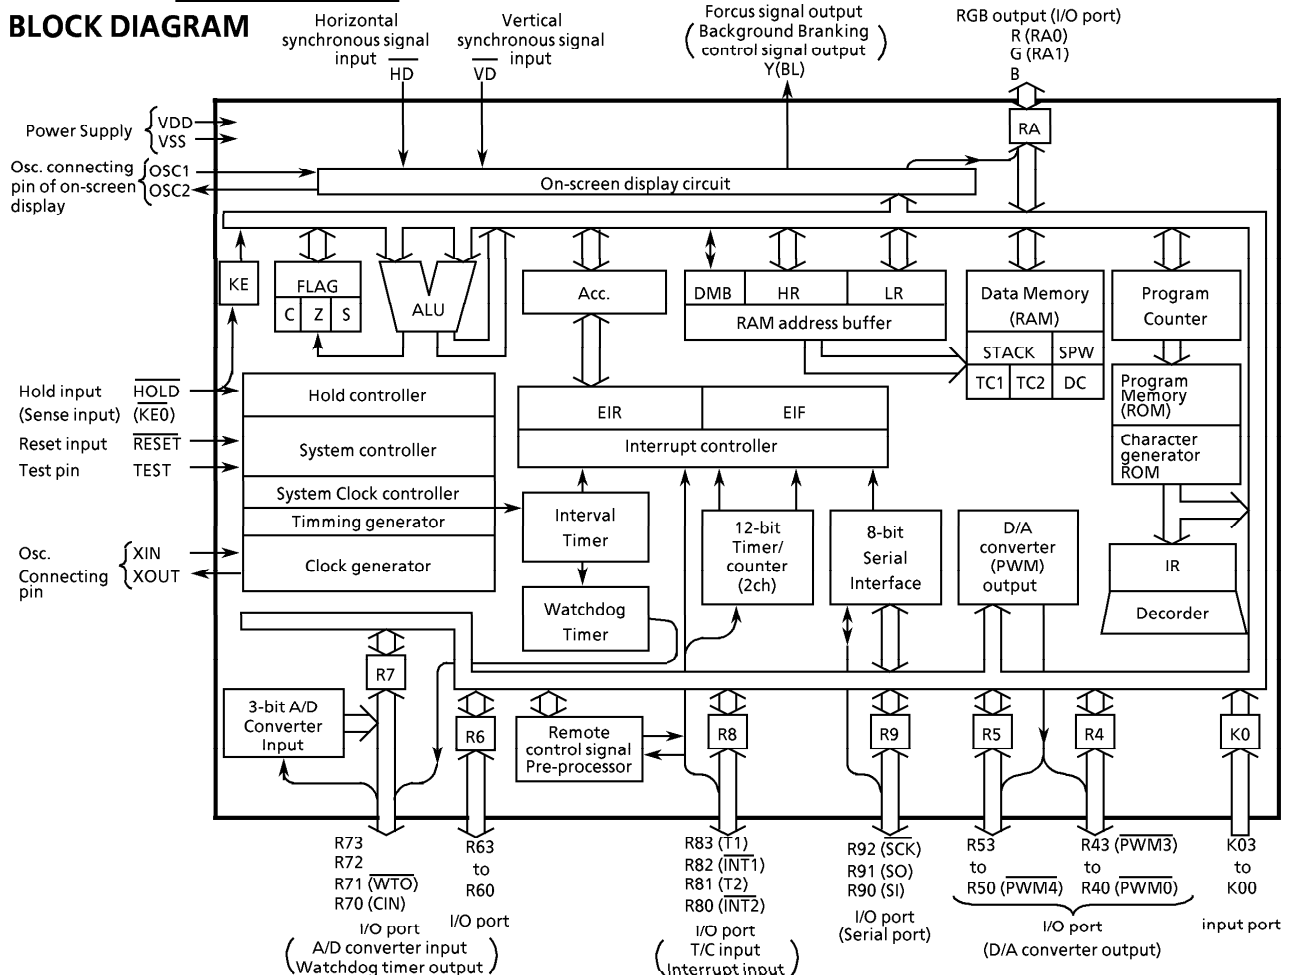 BLOCK DIAGRAM
Horizontal
synchronous signal
input
HD
Vertical
synchronous signal
input
VD
Forcus signal output
(Background Branking
control signal output)
Y(BL)
RGB output (I/O port)
R (RA0)
G (RA1)
B
Power Supply
VDD
VSS
RA
Osc. connecting
pin of on-screen
display
OSC1
OSC2
On-screen display circuit
KE
FLAG
C Z S
ALU
Acc.
DMB HR LR
RAM address buffer
Data Memory
(RAM)
STACK SPW
TC1 TC2 DC
Program
Counter
Program
Memory
(ROM)
Character
generator
ROM
Hold input HOLD
(Sense input) (KE0)
Reset input RESET
Test pin TEST
Hold controller
System controller
System Clock controller
Timming generator
Clock generator
EIR EIF
Interrupt controller
Osc.
Connecting
pin
XIN
XOUT
Interval
Timer
Watchdog
Timer
12-bit
Timer/
counter
(2ch)
8-bit
Serial
Interface
D/A
converter
(PWM)
output
IR
Decorder
R7
3-bit A/D
Converter
Input
R6
Remote
control signal
Pre-processor
R8
R9
R5
R4
K0
R73
R72
R71 (WTO)
R70 (CIN)
I/O port
(A/D converter input
Watchdog timer output)
R63
to
R60
I/O port
R83 (T1)
R82 (INT1)
R81 (T2)
R80 (INT2)
I/O port
(T/C input
Interrupt input)
R92 (SCK)
R91 (SO)
R90 (SI)
I/O port
(Serial port)
R53
to
R50 (PWM4)
R43 (PWM3)
to
R40 (PWM0)
I/O port
(D/A converter output)
K03
to
K00
input port